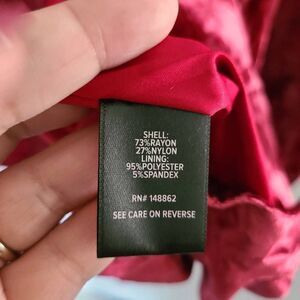 SHELL:
73%RAYON
27%NYLON
LINING:
95%POLYESTER
5%SPANDEX
RN# 148862
SEE CARE ON REVERSE